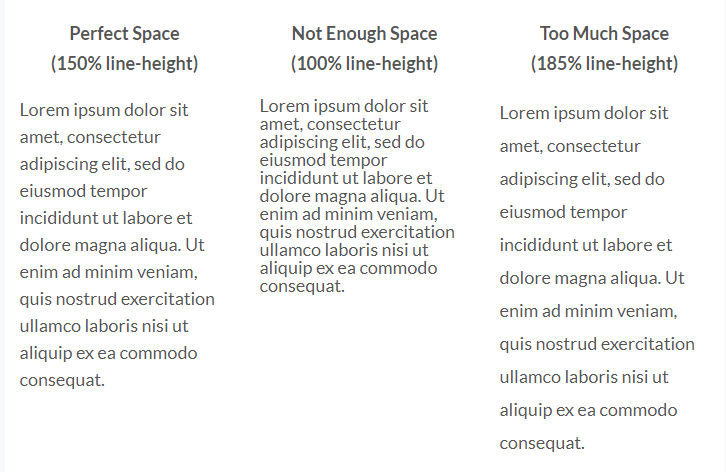 Perfect Space
(150% line-height)
Lorem ipsum dolor sit
amet, consectetur
adipiscing elit, sed do
eiusmod tempor
incididunt ut labore et
dolore magna aliqua. Ut
enim ad minim veniam,
quis nostrud exercitation
ullamco laboris nisi ut
aliquip ex ea commodo
consequat.
Not Enough Space
(100% line-height)
Lorem ipsum dolor sit
amet, consectetur
adipiscing elit, sed do
eiusmod tempor
incididunt ut labore et
dolore magna aliqua. Ut
enim ad minim veniam,
quis nostrud exercitation
ullamco laboris nisi ut
aliquip ex ea commodo
consequat.
Too Much Space
(185% line-height)
Lorem ipsum dolor sit
amet, consectetur
adipiscing elit, sed do
eiusmod tempor
incididunt ut labore et
dolore magna aliqua. Ut
enim ad minim veniam,
quis nostrud exercitation
ullamco laboris nisi ut
aliquip ex ea commodo
consequat.